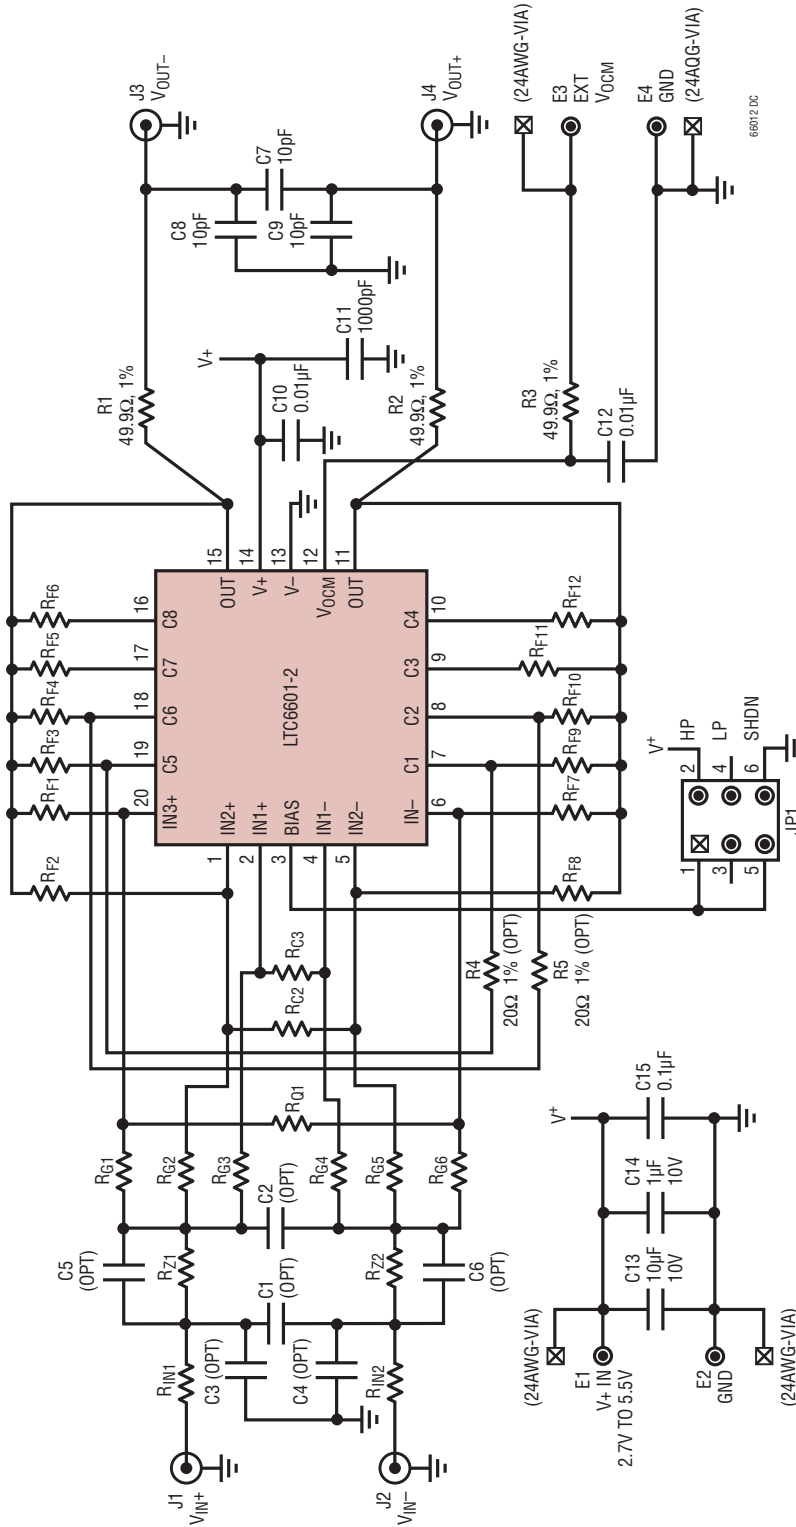 J1
VIN+
J2
VIN–
RIN1
RIN2
C3 (OPT)
C4 (OPT)
C1
(OPT)
C5
(OPT)
C6
(OPT)
RZ1
RZ2
C2
(OPT)
RG1
RG2
RG3
RG4
RG5
RG6
RQ1
RC2
RC3
R4
20Ω 1% (OPT)
R5
20Ω 1% (OPT)
RF2
RF1
RF3
RF4
RF5
RF6
20
19
18
17
16
IN3+
C5
C6
C7
C8
1
IN2+
2
IN1+
3
BIAS
4
IN1–
5
IN2–
LTC6601-2
OUT
15
V+
14
V–
13
VOCM
12
OUT
11
IN–
C1
C2
C3
C4
6
7
8
9
10
RF8
RF7
RF9
RF10
RF11
RF12
R1
49.9Ω, 1%
R2
49.9Ω, 1%
V+
C10
0.01µF
C11
1000pF
C8
10pF
C7
10pF
C9
10pF
J3
VOUT–
J4
VOUT+
R3
49.9Ω, 1%
C12
0.01µF
(24AWG-VIA)
E3
EXT
VOCM
E4
GND
(24AQG-VIA)
V+
1
2
HP
3
4
LP
5
6
SHDN
JP1
(24AWG-VIA)
E1
V+ IN
2.7V TO 5.5V
E2
GND
(24AWG-VIA)
C13
10µF
10V
C14
1µF
10V
C15
0.1µF
V+
66012 DC